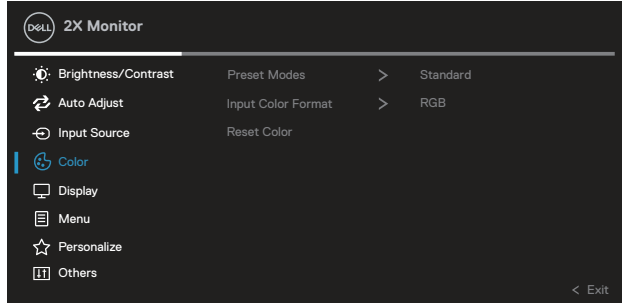 DELL 2X Monitor
Brightness/Contrast Preset Modes > Standard
Auto Adjust Input Color Format > RGB
Input Source Reset Color
Color
Display
Menu
Personalize
Others
< Exit